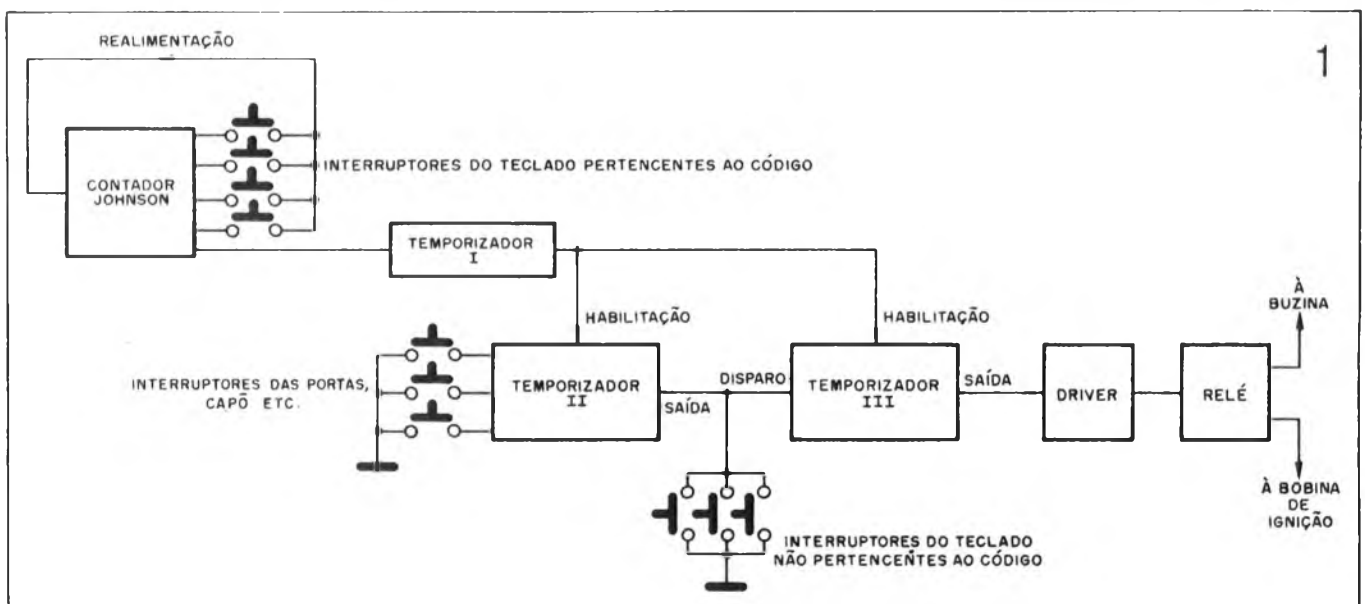 REALIMENTAÇÃO
1
CONTADOR
JOHNSON
INTERRUPTORES DO TECLADO PERTENCENTES AO CÓDIGO
TEMPORIZADOR
I
HABILITAÇÃO
HABILITAÇÃO
À
BUZINA
INTERRUPTORES DAS PORTAS,
CAPÔ ETC.
TEMPORIZADOR
II
SAÍDA
DISPARO
TEMPORIZADOR
III
SAÍDA
DRIVER
RELÉ
À BOBINA
DE
IGNIÇÃO
INTERRUPTORES DO TECLADO
NÃO PERTENCENTES AO CÓDIGO